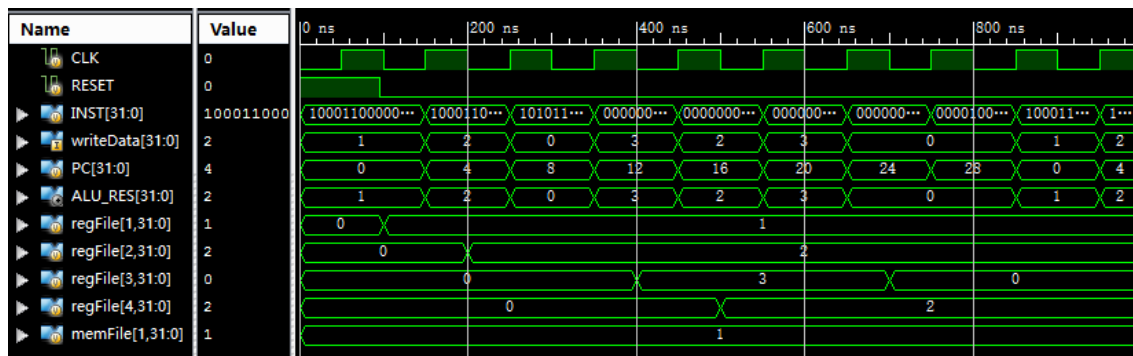 Name Value 0 ns 200 ns 400 ns 600 ns 800 ns
CLK 0
RESET 0
INST[31:0] 100011000 10001100000··· 1000110··· 101011··· 000000··· 0000000··· 000000··· 000000··· 0000100··· 100011··· 1···
writeData[31:0] 2 1 2 0 3 2 3 0 1 2
PC[31:0] 4 0 4 8 12 16 20 24 28 0 4
ALU_RES[31:0] 2 1 2 0 3 2 3 0 1 2
regFile[1,31:0] 1 0 1
regFile[2,31:0] 2 0 2
regFile[3,31:0] 0 0 3 0
regFile[4,31:0] 2 0 2
memFile[1,31:0] 1 1